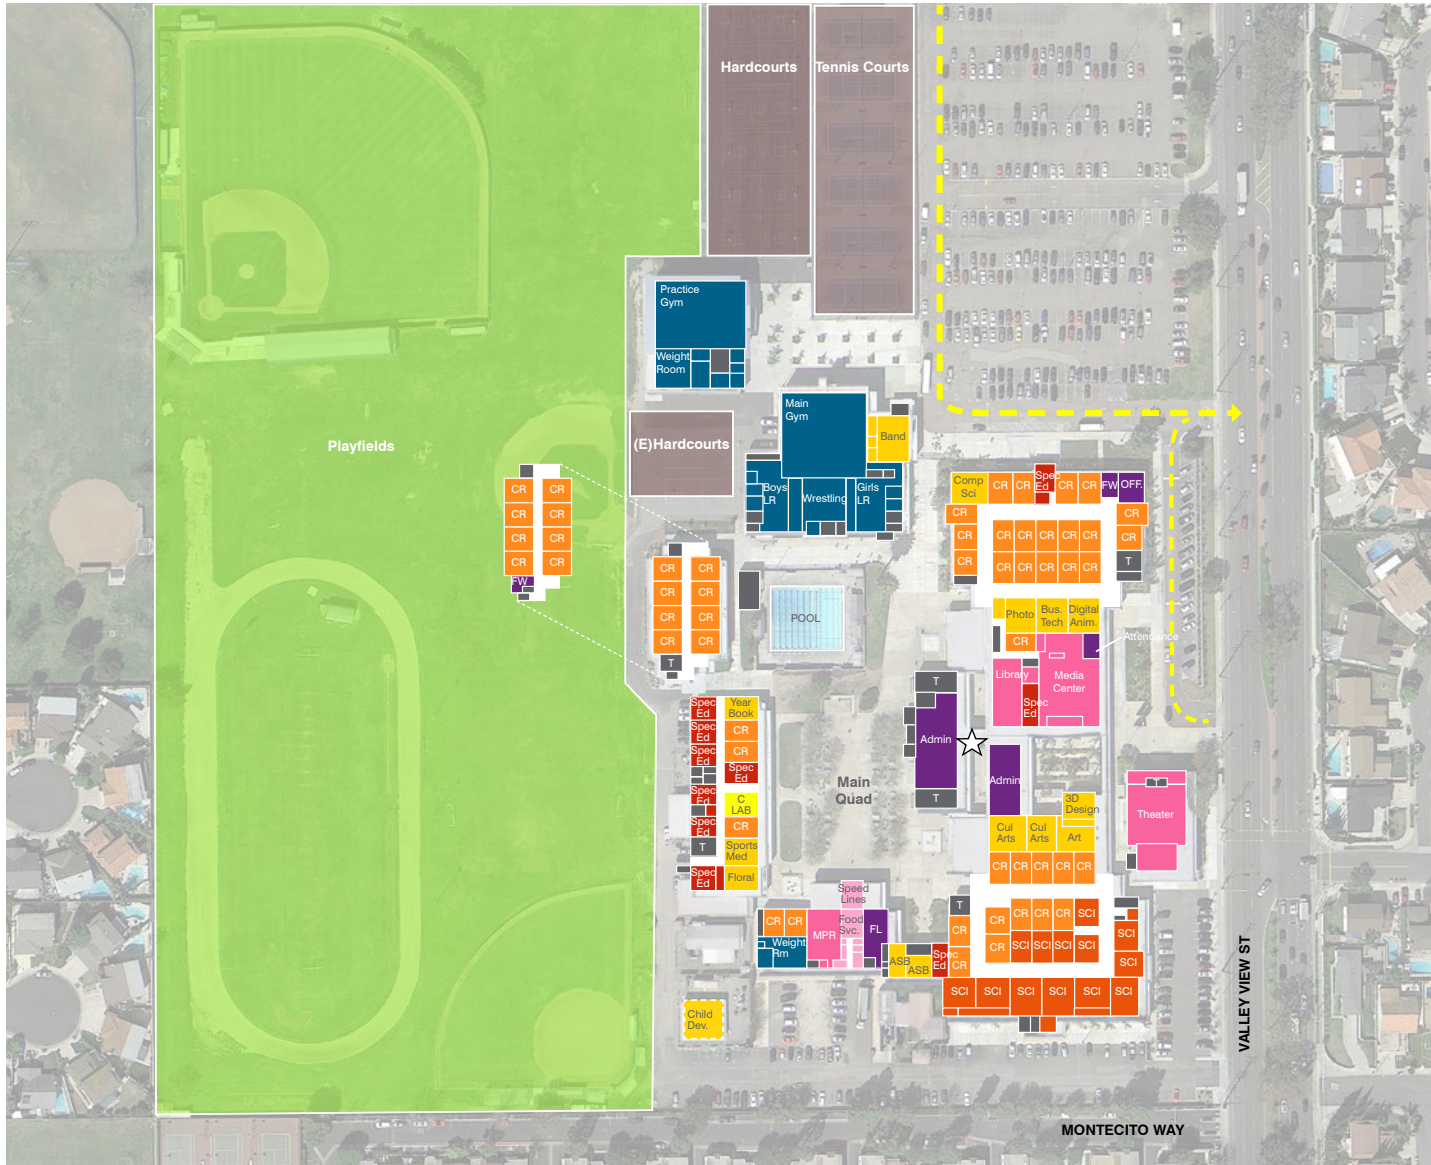 Hardcourts
Tennis Courts
Practice
Gym
Weight
Room
Main
Gym
Band
(E)Hardcourts
Playfields
Boys
LR
Wrestling
Girls
LR
CR CR
CR CR
CR CR
CR CR
FW
CR CR
CR CR
CR CR
CR CR
T
POOL
Comp
Sci
CR CR
Spec
Ed
CR CR
FW OFF.
CR
CR
CR
CR CR CR CR CR
CR CR CR CR CR
CR
CR
T
Photo
Bus.
Tech
Digital
Anim.
CR
Attendance
Library
Media
Center
Spec
Ed
T
Admin
T
Admin
Main
Quad
Spec
Ed
Year
Book
Spec
Ed
CR
Spec
Ed
CR
Spec
Ed
Spec
Ed
C
LAB
Spec
Ed
CR
T
Sports
Med
Spec
Ed
Floral
3D
Design
Cul
Arts
Cul
Arts
Art
Theater
T
CR CR CR CR CR
Speed
Lines
CR CR
MPR
Food
Svc.
FL
Weight
Rm
ASB
ASB
Spec
Ed
T
CR
CR
CR CR CR CR SCI
CR SCI SCI SCI SCI
SCI
SCI
SCI SCI SCI SCI SCI SCI
Child
Dev.
VALLEY VIEW ST
MONTECITO WAY